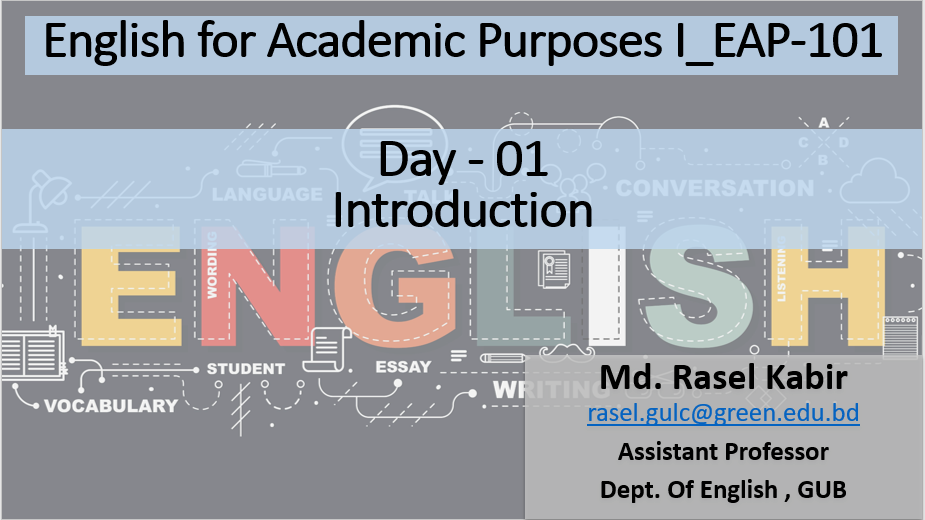 English for Academic Purposes I_EAP-101
Day - 01
Introduction
A
C D
B
LANGUAGE
TALK
CONVERSATION
ENGLISH
WORDING
LISTENING
STUDENT
ESSAY
WRITING
VOCABULARY
Md. Rasel Kabir
rasel.gulc@green.edu.bd
Assistant Professor
Dept. Of English , GUB